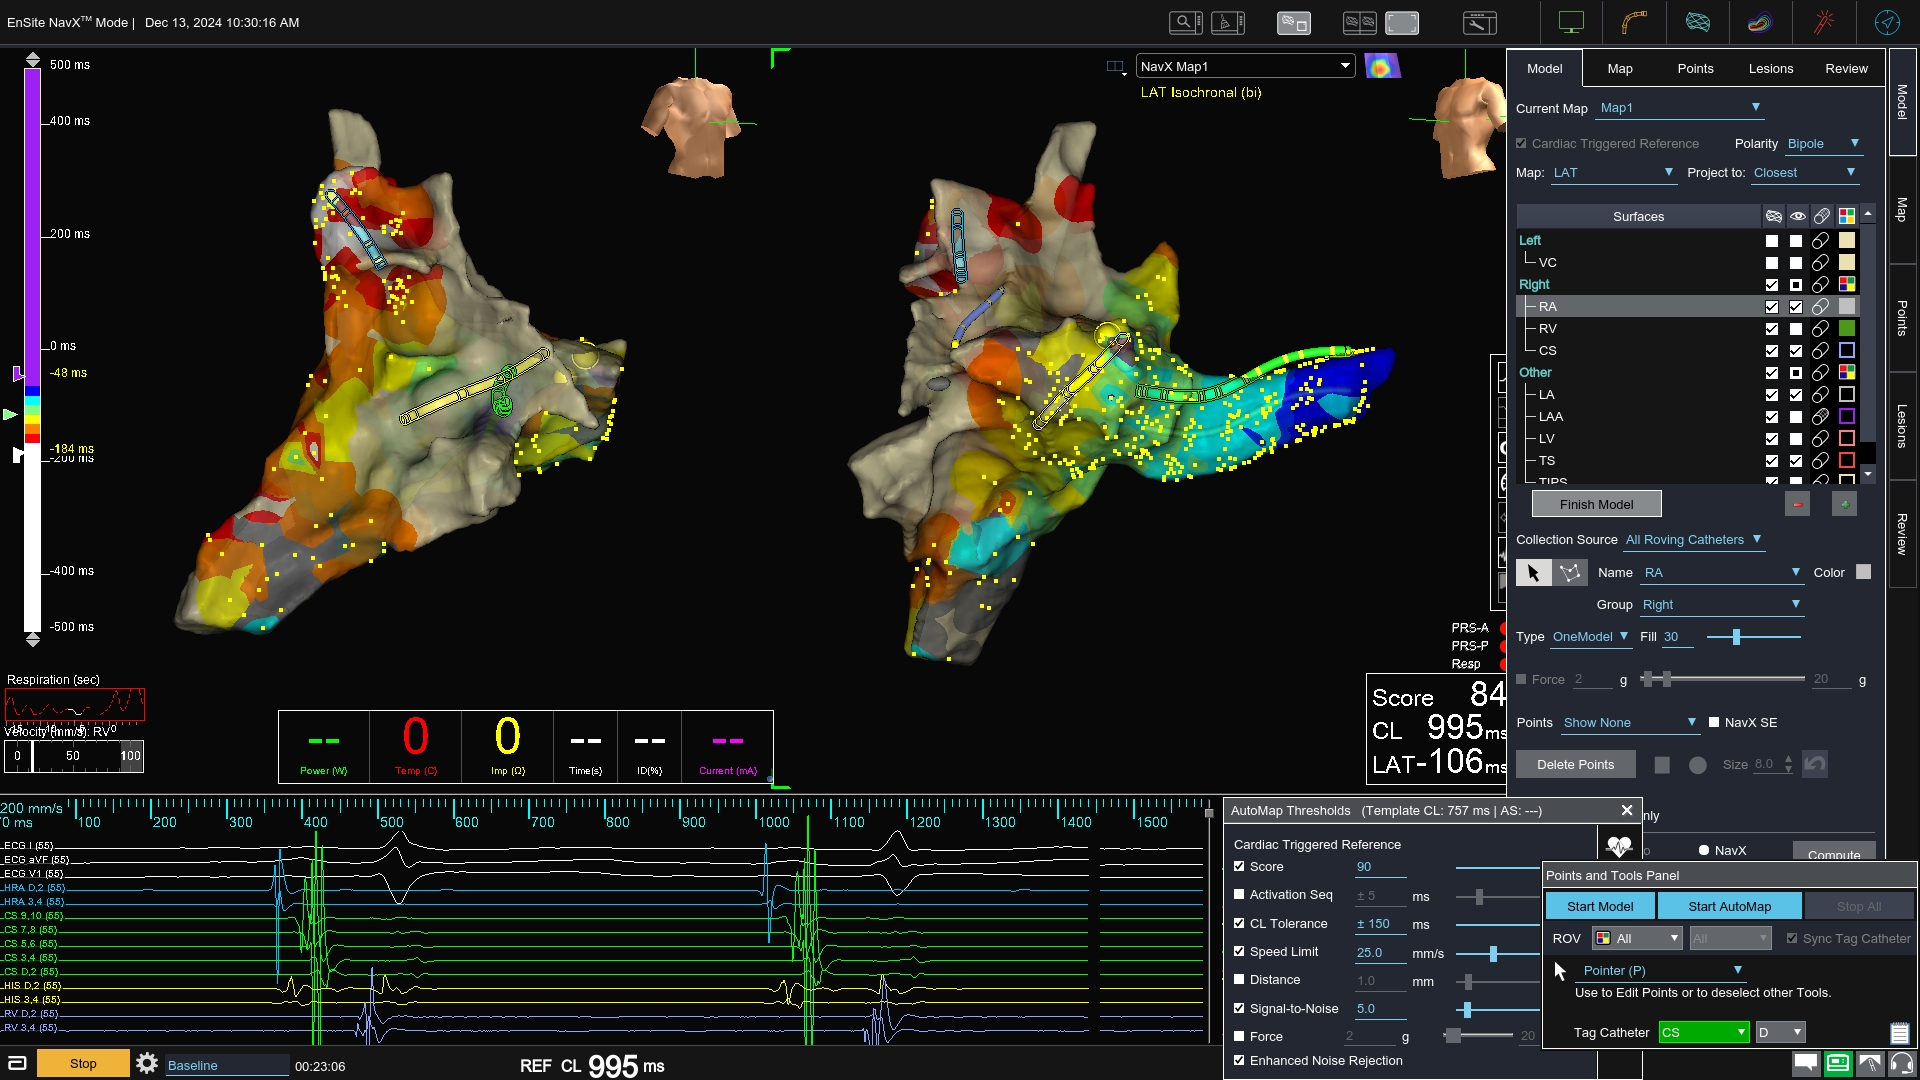 EnSite NavX™ Mode | Dec 13, 2024 10:30:16 AM
500 ms
400 ms
200 ms
0 ms
-48 ms
-184 ms
-200 ms
-400 ms
-500 ms
NavX Map1
LAT Isochronal (bi)
Respiration (sec)
Velocity (mm/s): RV
0 50 100
0 0 -- -- --
Power (W) Temp (C) Imp (Ω) Time(s) ID(%) Current (mA)
PRS-A
PRS-P
Resp
Score 84
CL 995 ms
LAT -106 ms
Model Map Points Lesions Review
Current Map Map1
Cardiac Triggered Reference Polarity Bipole
Map: LAT Project to: Closest
Surfaces
Left
VC
Right
RA
RV
CS
Other
LA
LAA
LV
TS
TIPS
Finish Model
Collection Source All Roving Catheters
Name RA Color
Group Right
Type OneModel Fill 30
Force 2 g 20 g
Points Show None NavX SE
Delete Points Size 8.0
nly
NavX Compute
Model
Map
Points
Lesions
Review
200 mm/s
0 ms 100 200 300 400 500 600 700 800 900 1000 1100 1200 1300 1400 1500
ECG I (55)
ECG aVF (55)
ECG V1 (55)
HRA D,2 (55)
HRA 3,4 (55)
CS 9,10 (55)
CS 7,8 (55)
CS 5,6 (55)
CS 3,4 (55)
CS D,2 (55)
HIS D,2 (55)
HIS 3,4 (55)
RV D,2 (55)
RV 3,4 (55)
Stop Baseline 00:23:06 REF CL 995 ms
AutoMap Thresholds (Template CL: 757 ms | AS: ---)
Cardiac Triggered Reference
Score 90
Activation Seq ± 5 ms
CL Tolerance ± 150 ms
Speed Limit 25.0 mm/s
Distance 1.0 mm
Signal-to-Noise 5.0
Force 2 g 20
Enhanced Noise Rejection
Points and Tools Panel
Start Model Start AutoMap Stop All
ROV All All Sync Tag Catheter
Pointer (P)
Use to Edit Points or to deselect other Tools.
Tag Catheter CS D